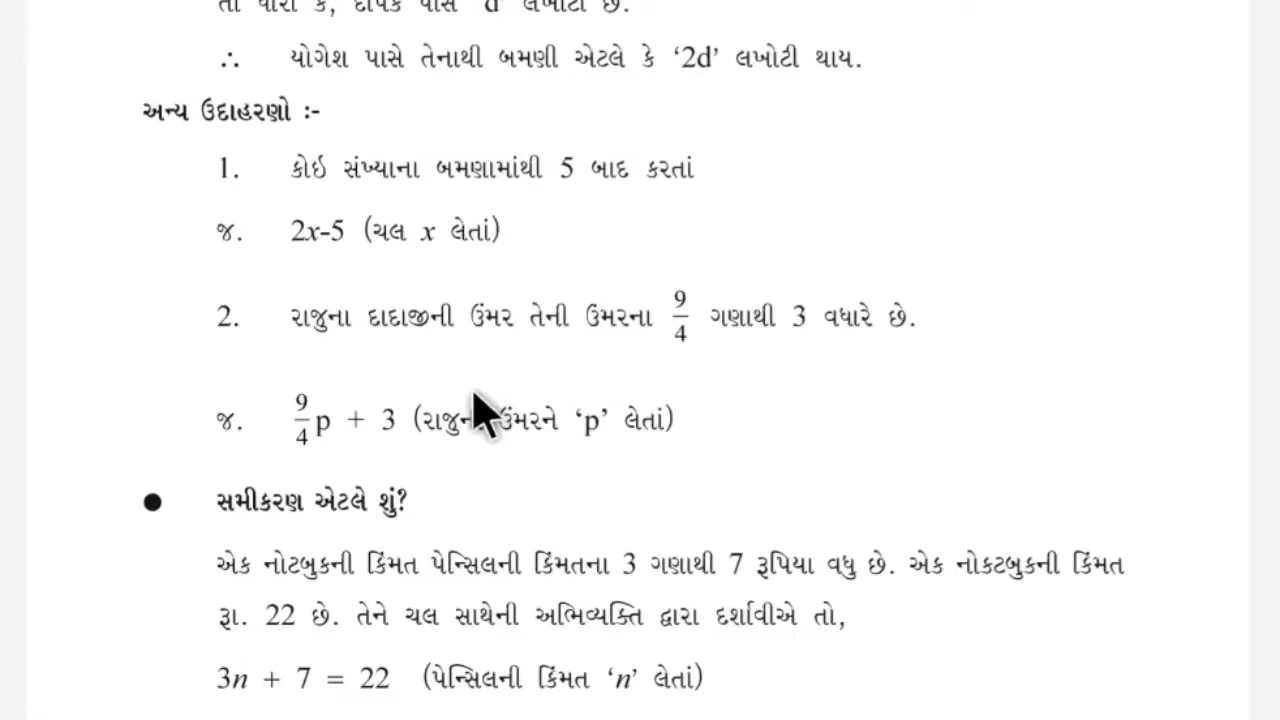 ∴ યોગેશ પાસે તેનાથી બમણી એટલે કે ‘2d’ લખોટી થાય.
અન્ય ઉદાહરણો :-
1. કોઇ સંખ્યાના બમણામાંથી 5 બાદ કરતાં
જ. 2x-5 (ચલ x લેતાં)
2. રાજુના દાદાજીની ઉંમર તેની ઉમરના 9/4 ગણાથી 3 વધારે છે.
જ. 9/4 p + 3 (રાજુન ઉંમરને ‘p’ લેતાં)
● સમીકરણ એટલે શું?
એક નોટબુકની કિંમત પેન્સિલની કિંમતના 3 ગણાથી 7 રૂપિયા વધુ છે. એક નોકટબુકની કિંમત
રૂા. 22 છે. તેને ચલ સાથેની અભિવ્યક્તિ દ્વારા દર્શાવીએ તો,
3n + 7 = 22 (પેન્સિલની કિંમત ‘n’ લેતાં)